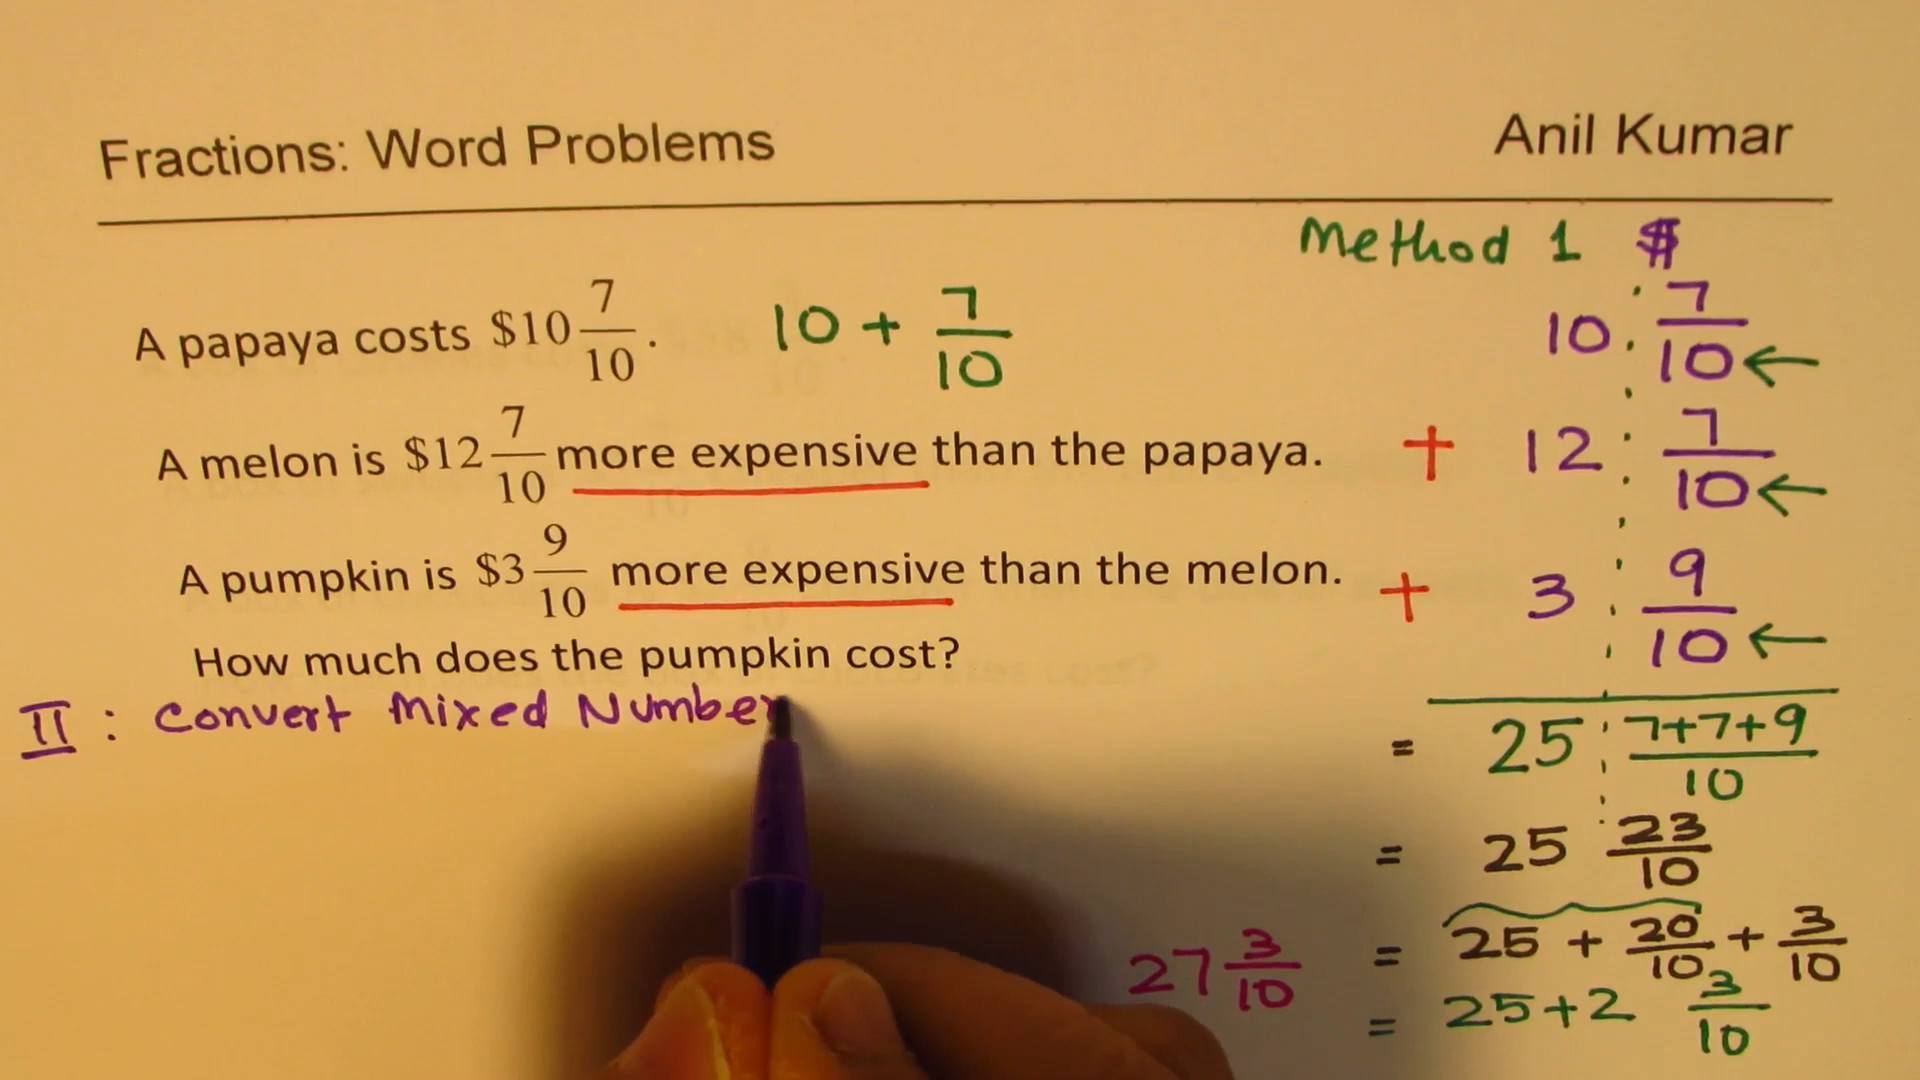 Fractions: Word Problems
Anil Kumar
A papaya costs $10 7/10.
10 + 7/10
A melon is $12 7/10 more expensive than the papaya.
A pumpkin is $3 9/10 more expensive than the melon.
How much does the pumpkin cost?
II : Convert Mixed Number
Method 1 $
10 7/10 ←
+ 12 7/10 ←
+ 3 9/10 ←
= 25 7+7+9/10
= 25 23/10
= 25 + 20/10 + 3/10
= 25+2 3/10
27 3/10